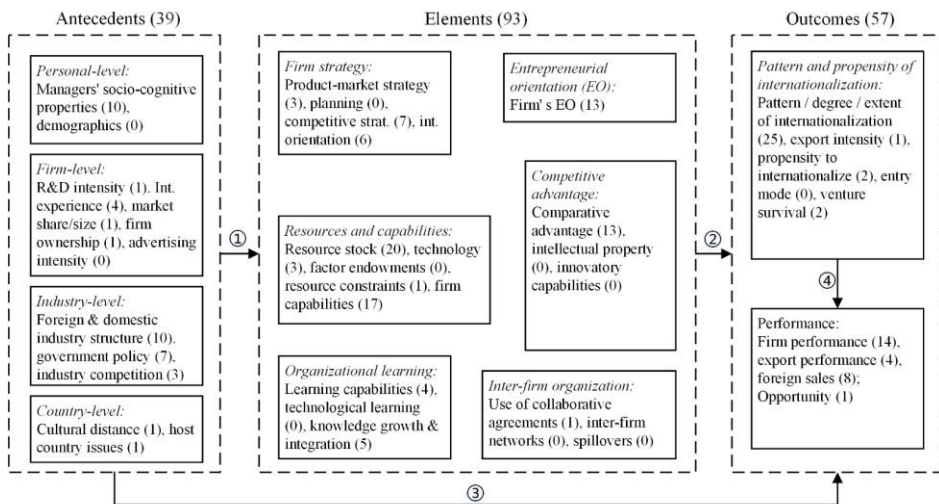 Antecedents (39)
Personal-level:
Managers' socio-cognitive
properties (10),
demographics (0)
Firm-level:
R&D intensity (1). Int.
experience (4), market
share/size (1), firm
ownership (1), advertising
intensity (0)
Industry-level:
Foreign & domestic
industry structure (10).
government policy (7),
industry competition (3)
Country-level:
Cultural distance (1), host
country issues (1)
①
Elements (93)
Firm strategy:
Product-market strategy
(3), planning (0),
competitive strat. (7), int.
orientation (6)
Entrepreneurial
orientation (EO):
Firm' s EO (13)
Resources and capabilities:
Resource stock (20), technology
(3), factor endowments (0),
resource constraints (1), firm
capabilities (17)
Competitive
advantage:
Comparative
advantage (13),
intellectual property
(0), innovatory
capabilities (0)
Organizational learning:
Learning capabilities (4),
technological learning
(0), knowledge growth &
integration (5)
Inter-firm organization:
Use of collaborative
agreements (1), inter-firm
networks (0), spillovers (0)
②
Outcomes (57)
Pattern and propensity of
internationalization:
Pattern / degree / extent
of internationalization
(25), export intensity (1),
propensity to
internationalize (2), entry
mode (0), venture
survival (2)
④
Performance:
Firm performance (14),
export performance (4),
foreign sales (8);
Opportunity (1)
③